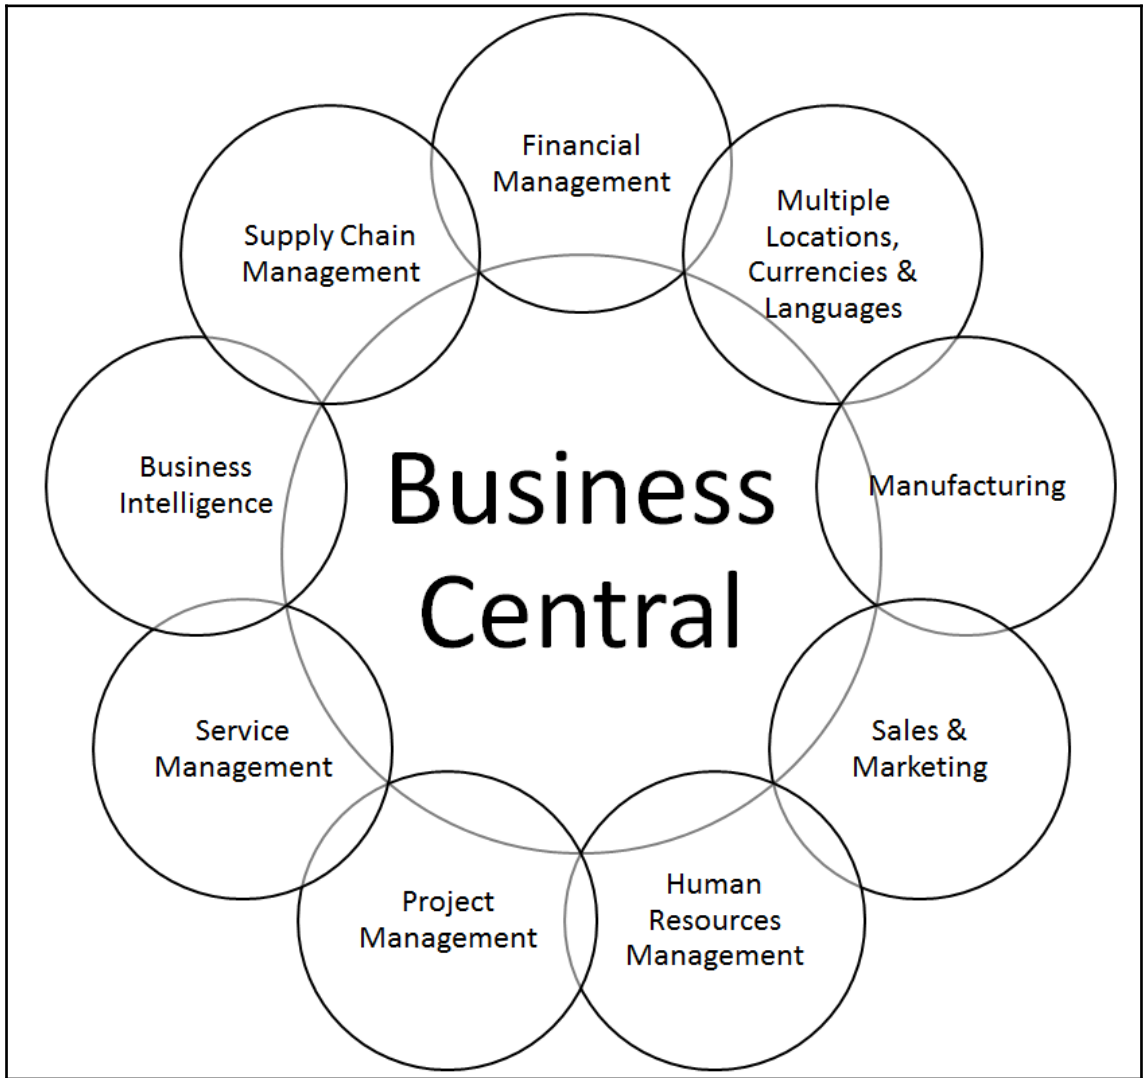 Financial
Management
Multiple
Locations,
Currencies &
Languages
Manufacturing
Sales &
Marketing
Human
Resources
Management
Project
Management
Service
Management
Business
Intelligence
Supply Chain
Management
Business
Central